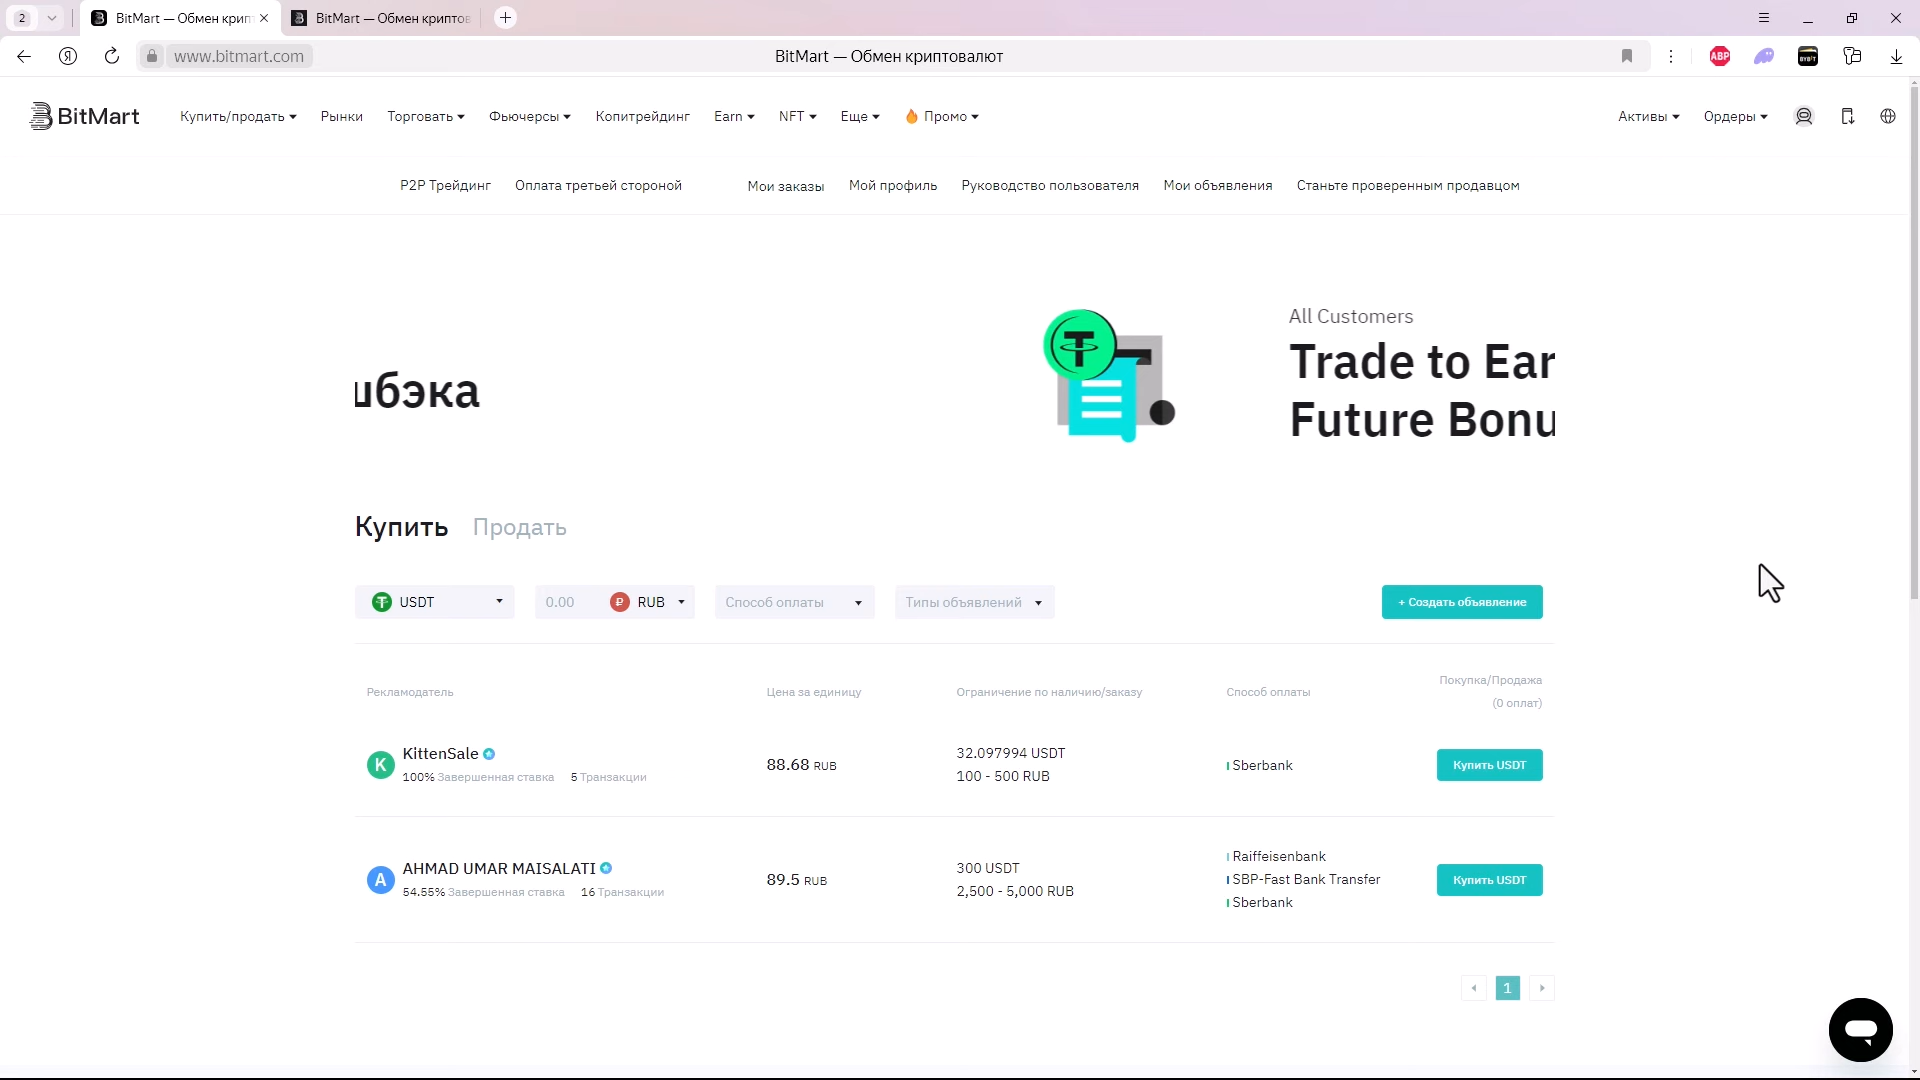 2
BitMart — Обмен крип
BitMart — Обмен криптов
www.bitmart.com
BitMart — Обмен криптовалют
ABP
BitMart
Купить/продать
Рынки
Торговать
Фьючерсы
Копитрейдинг
Earn
NFT
Еще
Промо
Активы
Ордеры
P2P Трейдинг
Оплата третьей стороной
Мои заказы
Мой профиль
Руководство пользователя
Мои объявления
Станьте проверенным продавцом
шбэка
All Customers
Trade to Ear
Future Bonu
Купить
Продать
USDT
0.00
RUB
Способ оплаты
Типы объявлений
+ Создать объявление
Рекламодатель
Цена за единицу
Ограничение по наличию/заказу
Способ оплаты
Покупка/Продажа
(0 оплат)
K
KittenSale
100% Завершенная ставка 5 Транзакции
88.68 RUB
32.097994 USDT
100 - 500 RUB
Sberbank
Купить USDT
A
AHMAD UMAR MAISALATI
54.55% Завершенная ставка 16 Транзакции
89.5 RUB
300 USDT
2,500 - 5,000 RUB
Raiffeisenbank
SBP-Fast Bank Transfer
Sberbank
Купить USDT
1